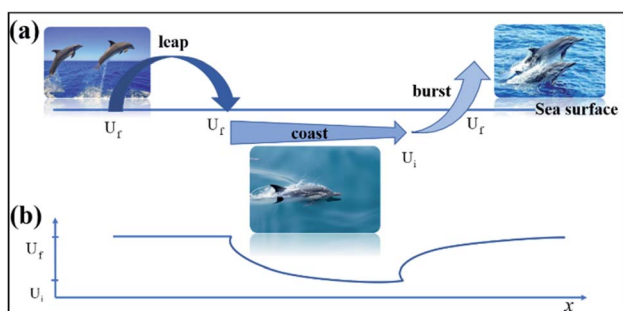 (a)
leap
burst
Sea surface
U_f
U_f
coast
U_f
U_i
(b)
U_f
U_i
x